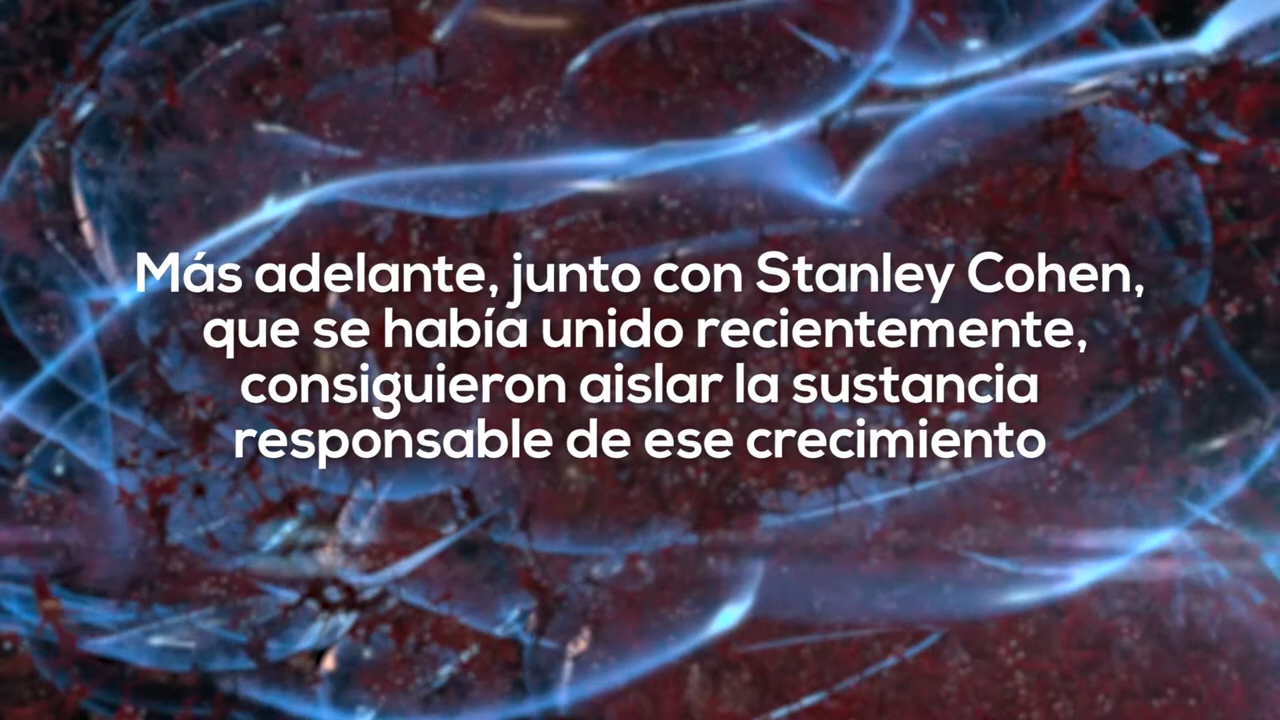 Más adelante, junto con Stanley Cohen,
que se había unido recientemente,
consiguieron aislar la sustancia
responsable de ese crecimiento